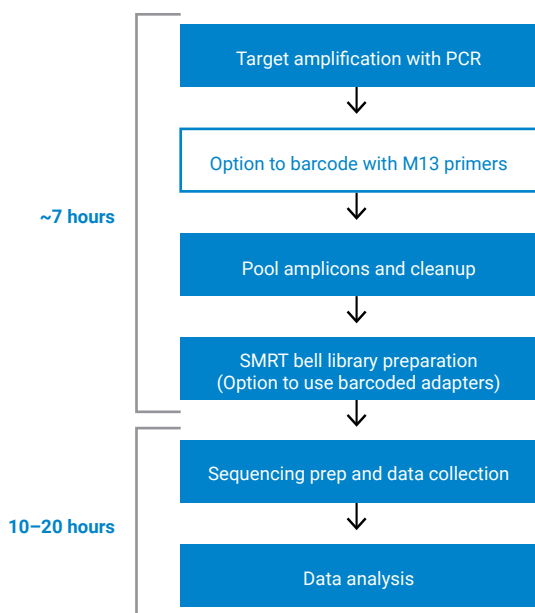 Target amplification with PCR
Option to barcode with M13 primers
~7 hours
Pool amplicons and cleanup
SMRT bell library preparation
(Option to use barcoded adapters)
Sequencing prep and data collection
10–20 hours
Data analysis